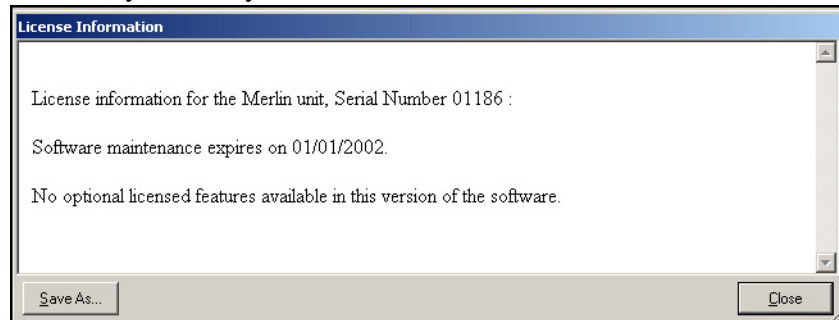 License Information
License information for the Merlin unit, Serial Number 01186 :
Software maintenance expires on 01/01/2002.
No optional licensed features available in this version of the software.
Save As...
Close